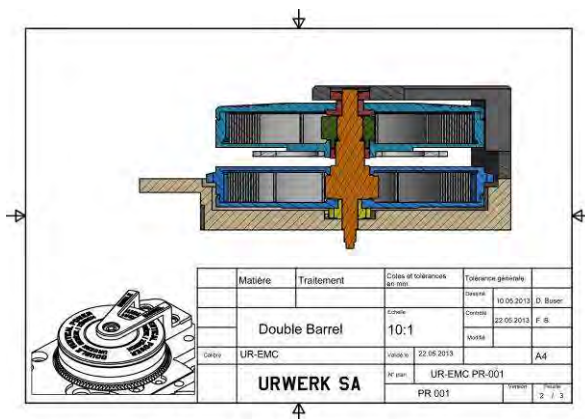 Matière
Traitement
Cotes et tolérances
en mm
Tolérance générale
Dessiné
10.05.2013
D. Buser
Double Barrel
Echelle
10:1
Contrôlé
22.05.2013
F. B.
Modifié
Calibre
UR-EMC
Validé le
22.05.2013
A4
URWERK SA
N° plan
UR-EMC PR-001
PR 001
Version
Feuille
2 / 3